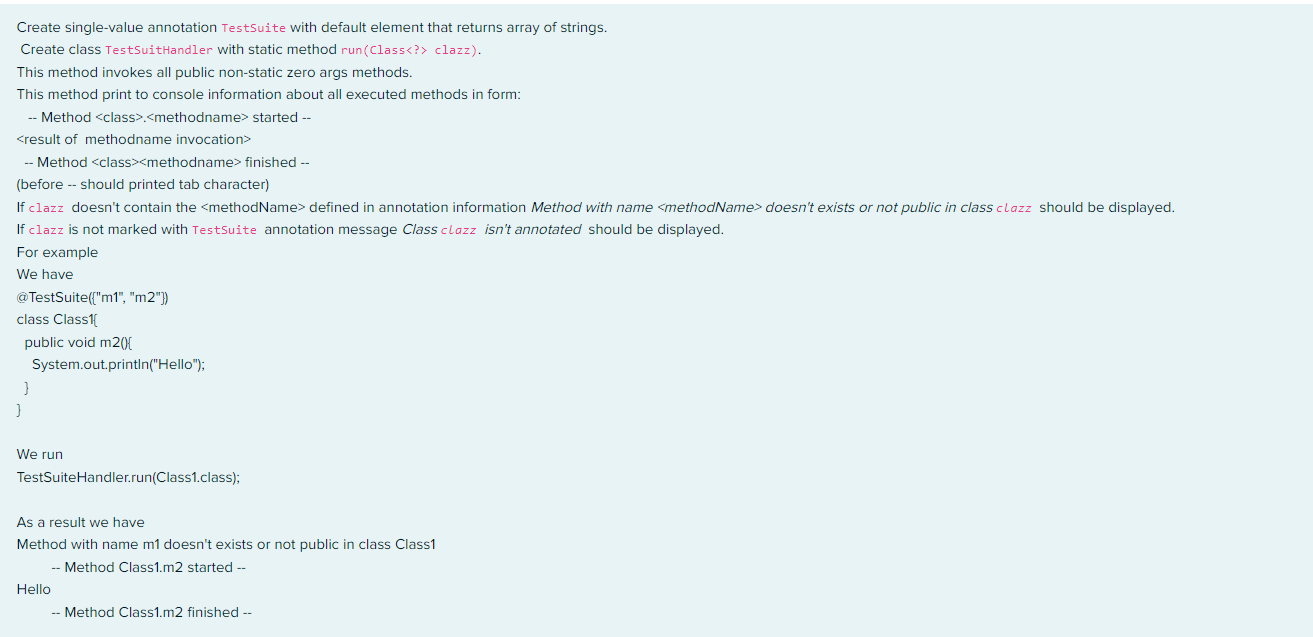 Create single-value annotation TestSuite with default element that returns array of strings.
Create class TestSuitHandler with static method run(Class<?> clazz).
This method invokes all public non-static zero args methods.
This method print to console information about all executed methods in form:
-- Method <class>.<methodname> started --
<result of  methodname invocation>
-- Method <class><methodname> finished --
(before -- should printed tab character)
If clazz doesn't contain the <methodName> defined in annotation information Method with name <methodName> doesn't exists or not public in class clazz should be displayed.
If clazz is not marked with TestSuite annotation message Class clazz isn't annotated should be displayed.
For example
We have
@TestSuite({"m1", "m2"})
class Class1{
public void m2(){
System.out.println("Hello");
}
}
We run
TestSuiteHandler.run(Class1.class);
As a result we have
Method with name m1 doesn't exists or not public in class Class1
-- Method Class1.m2 started --
Hello
-- Method Class1.m2 finished --